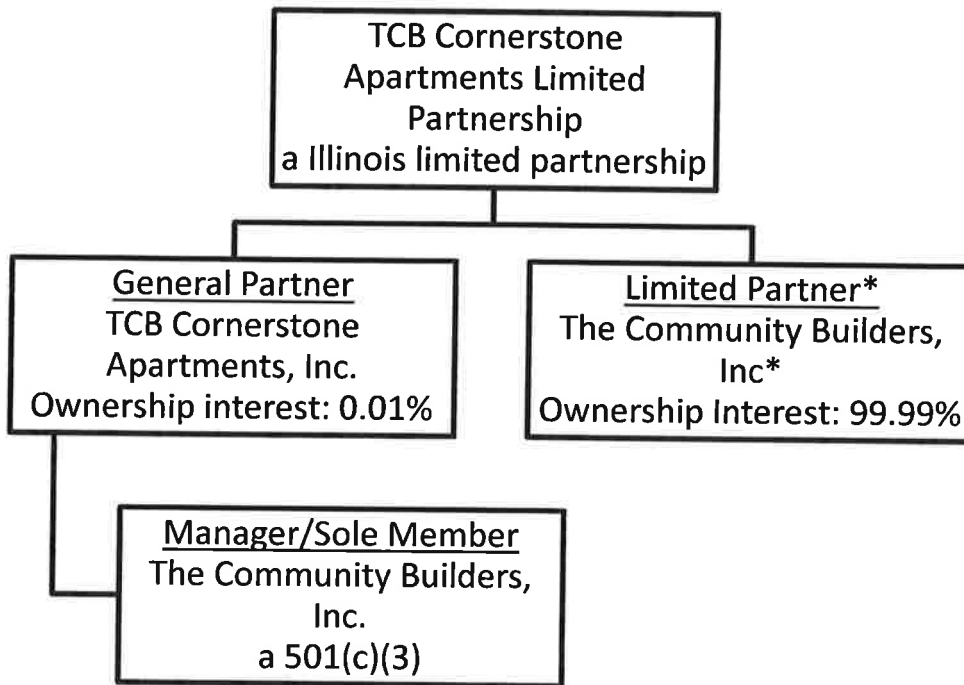 TCB Cornerstone
Apartments Limited
Partnership
a Illinois limited partnership
General Partner
TCB Cornerstone
Apartments, Inc.
Ownership interest: 0.01%
Limited Partner*
The Community Builders,
Inc*
Ownership Interest: 99.99%
Manager/Sole Member
The Community Builders,
Inc.
a 501(c)(3)